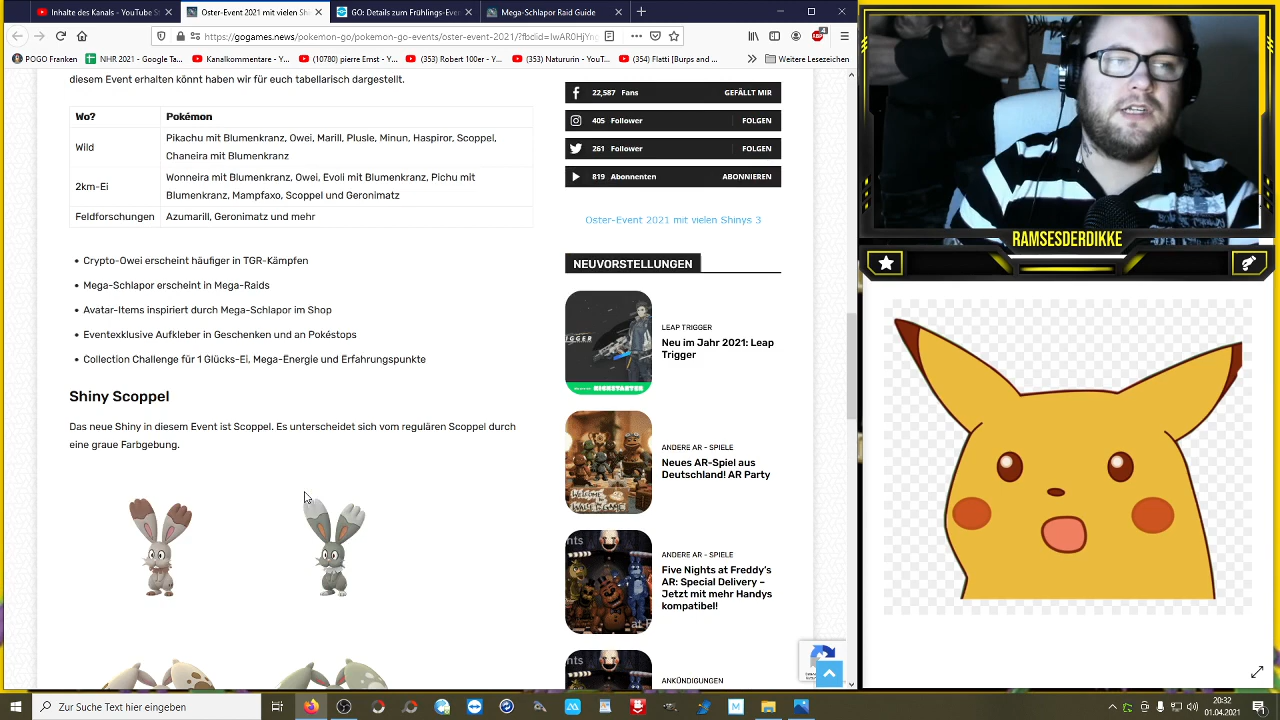 Inhalte des Kanals - YouTube S
Oster-Event 2021 mit vielen Sh
GO: Details zum Frühlings-Eve
Mega-Schlapor Raid Guide
https://gogames.news/pokemon/pokemon-go-events/oster-event-2021/?fbclid=IwAR0HjYn
POGO Franken
NHR 2021 - Google T...
Kanalkommentare - Y...
(10780) pierre Ernst - ...
(353) Robert 100er - Y...
(353) Natururin - YouT...
(354) Flatti [Burps and ...
Weitere Lesezeichen
diesem Event erhalten könnt haben wir für euch tabellarisch dargestellt.
Wo? Pokémon
Wild
Pikachu mit Blumenkranz, Owei, Marill, Plusle, Minun, Haspiror, Scoppel,
Chaneira mit Blumenkranz
2km-Ei
Wonneira mit Blumenkranz, Owei, Evoli mit Blumenkranz, Pichu mit
Blumenkranz, Mampfaxo, Scoppel und Geronimatz
Feldforschungen Azumarill, Geronimatz und mehr
Crypto-Owei erscheint häufiger in TGR-Kämpfen
Mega-Schlapor erscheint in Mega-Raids
Avatar-Items inspiriert durch Mega-Schlapor im Shop
Eventexklusive Aufkleber in Geschenken und an Pokéstops
Collection Challenge für 1 Glücks-Ei, Mega-Energie und Erfahrungspunkte
Shiny Scoppel
Das neue Shiny in diesem Event ist Scoppel. Es unterscheidet sich vom regulären Scoppel durch
eine graue Farbgebung.
22,587 Fans GEFÄLLT MIR
405 Follower FOLGEN
261 Follower FOLGEN
819 Abonnenten ABONNIEREN
Oster-Event 2021 mit vielen Shinys 3
NEUVORSTELLUNGEN
LEAP TRIGGER
Neu im Jahr 2021: Leap
Trigger
KICKSTARTER
ANDERE AR - SPIELE
Neues AR-Spiel aus
Deutschland! AR Party
ANDERE AR - SPIELE
Five Nights at Freddy's
AR: Special Delivery –
Jetzt mit mehr Handys
kompatibel!
ANKÜNDIGUNGEN
RAMSESDERDIKKE
Zur Suche Text hier eingeben
20:32
01.04.2021